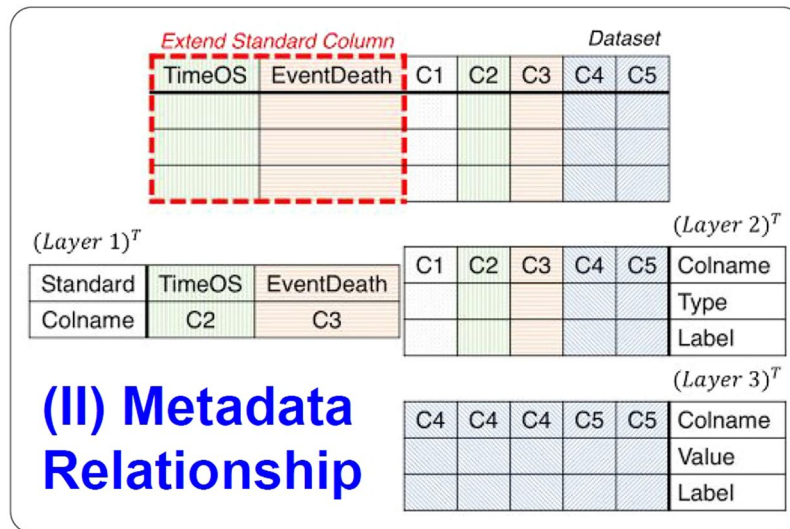 Extend Standard Column Dataset
TimeOS EventDeath C1 C2 C3 C4 C5
(Layer 1)^T (Layer 2)^T
Standard TimeOS EventDeath
Colname C2 C3
C1 C2 C3 C4 C5 Colname
Type
Label
(Layer 3)^T
C4 C4 C4 C5 C5 Colname
Value
Label
(II) Metadata
Relationship